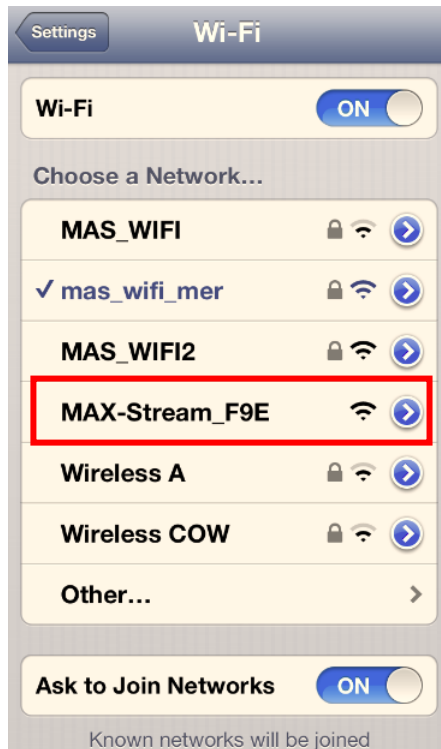 Settings
Wi-Fi
Wi-Fi ON
Choose a Network...
MAS_WIFI
mas_wifi_mer
MAS_WIFI2
MAX-Stream_F9E
Wireless A
Wireless COW
Other...
Ask to Join Networks ON
Known networks will be joined